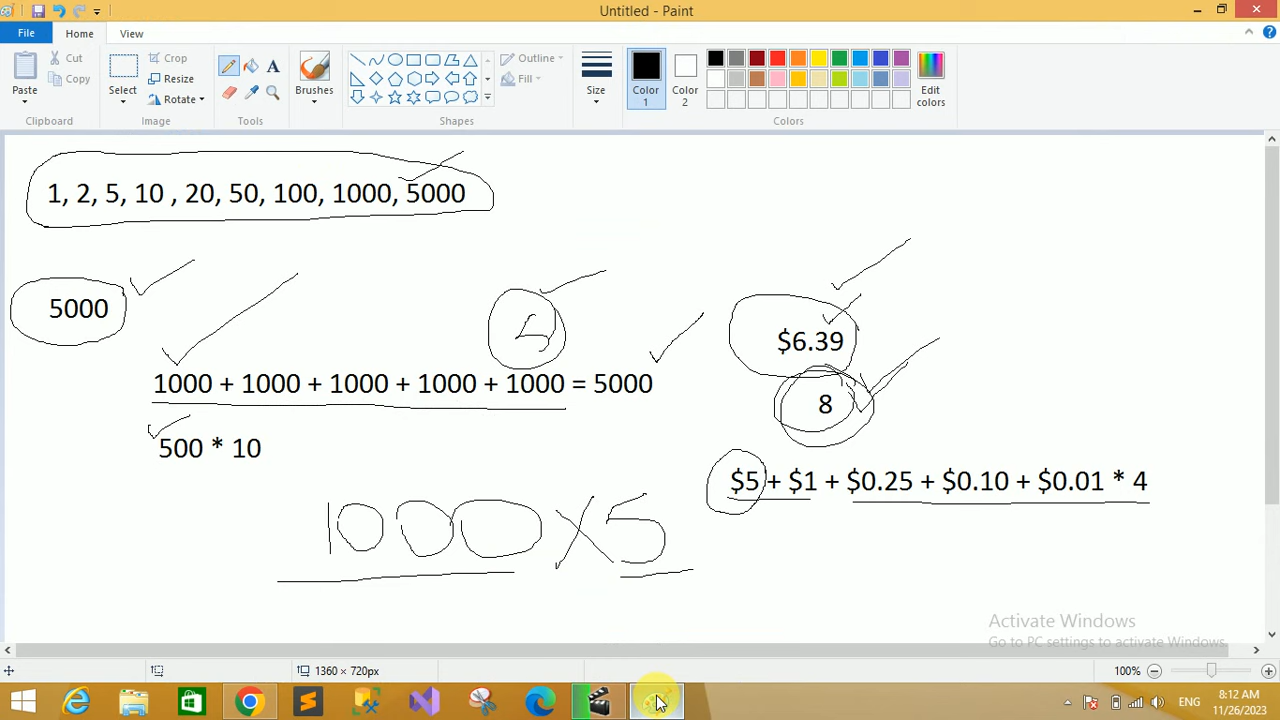 Untitled - Paint
File Home View
Paste
Cut
Copy
Clipboard
Select
Crop
Resize
Rotate
Image
Tools
Brushes
Shapes
Outline
Fill
Size
Color 1
Color 2
Edit colors
Colors
1, 2, 5, 10 , 20, 50, 100, 1000, 5000
5000
5
$6.39
1000 + 1000 + 1000 + 1000 + 1000 = 5000
8
500 * 10
$5 + $1 + $0.25 + $0.10 + $0.01 * 4
1000 X 5
Activate Windows
Go to PC settings to activate Windows.
1360 × 720px
100%
ENG
8:12 AM
11/26/2023